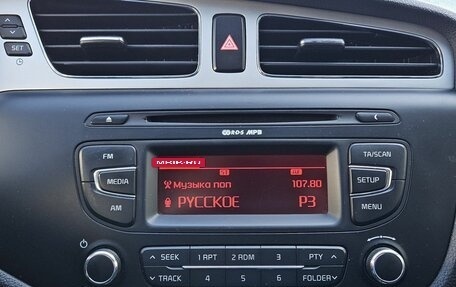 SET
RDS MP3
FM
MEDIA
AM
TA/SCAN
SETUP
MENU
ST
Музыка поп 107.80
РУССКОЕ P3
SEEK 1 RPT 2 RDM 3 PTY
TRACK 4 5 6 FOLDER